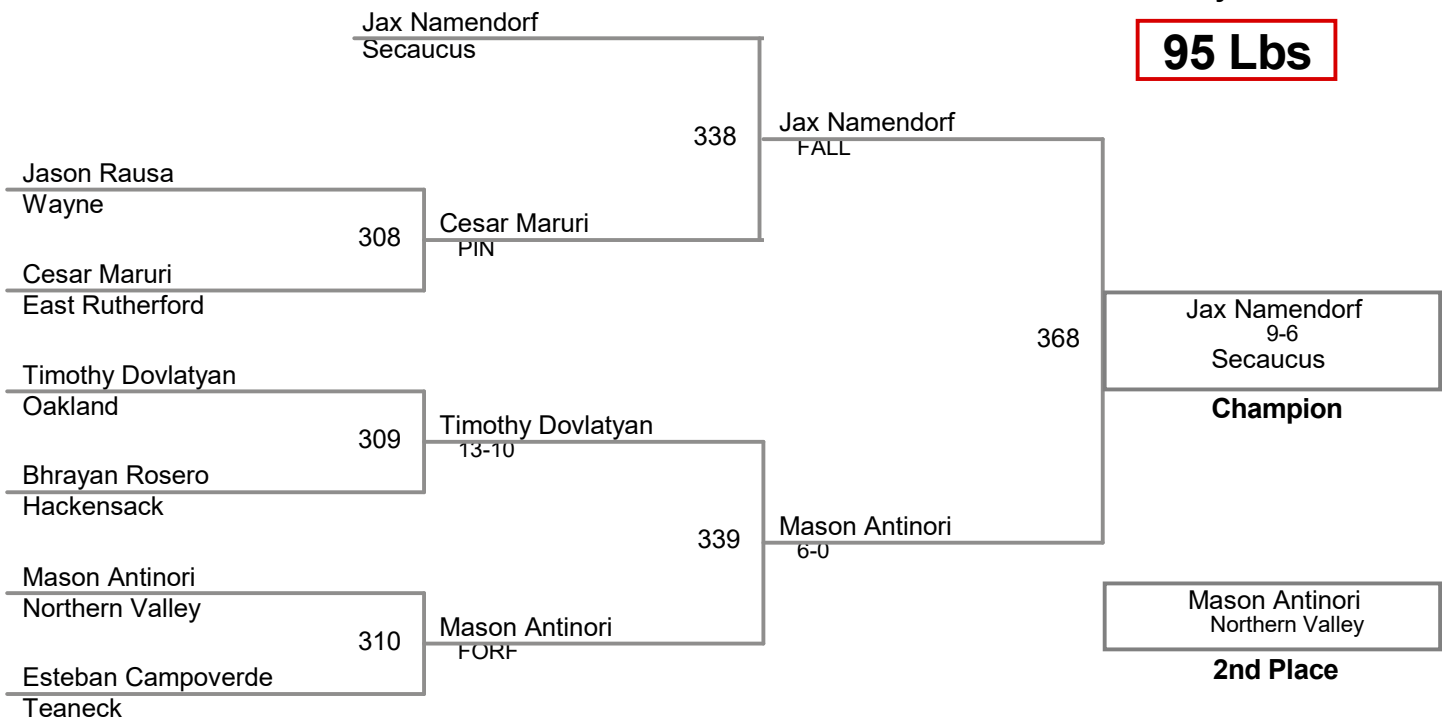 Jax Namendorf
Secaucus
95 Lbs
338
Jax Namendorf
FALL
Jason Rausa
Wayne
308
Cesar Maruri
PIN
Cesar Maruri
East Rutherford
368
Jax Namendorf
9-6
Secaucus
Champion
Timothy Dovlatyan
Oakland
309
Timothy Dovlatyan
13-10
Bhrayan Rosero
Hackensack
339
Mason Antinori
6-0
Mason Antinori
Northern Valley
310
Mason Antinori
FORF
Esteban Campoverde
Teaneck
Mason Antinori
Northern Valley
2nd Place